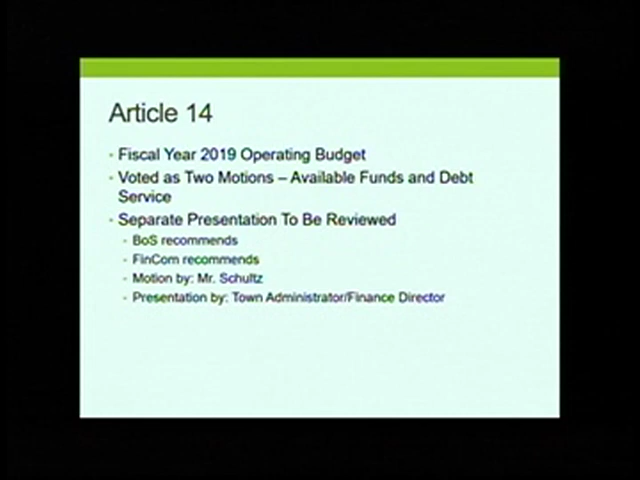 Article 14
- Fiscal Year 2019 Operating Budget
- Voted as Two Motions – Available Funds and Debt
Service
- Separate Presentation To Be Reviewed
- BoS recommends
- FinCom recommends
- Motion by: Mr. Schultz
- Presentation by: Town Administrator/Finance Director